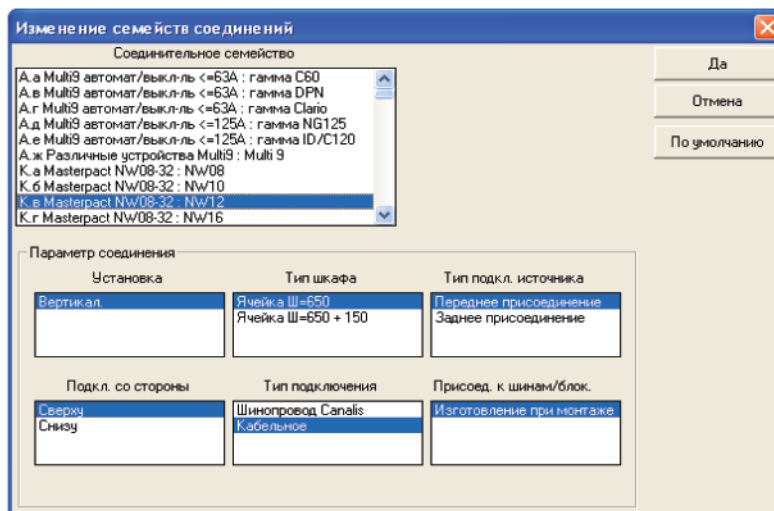 Изменение семейств соединений
Соединительное семейство
А.а Multi9 автомат/выкл-ль <=63А : гамма C60
А.в Multi9 автомат/выкл-ль <=63А : гамма DPN
А.г Multi9 автомат/выкл-ль <=63А : гамма Clario
А.д Multi9 автомат/выкл-ль <=125А : гамма NG125
А.е Multi9 автомат/выкл-ль <=125А : гамма ID/C120
А.ж Различные устройства Multi9 : Multi 9
К.а Masterpact NW08-32 : NW08
К.б Masterpact NW08-32 : NW10
К.в Masterpact NW08-32 : NW12
К.г Masterpact NW08-32 : NW16
Да
Отмена
По умолчанию
Параметр соединения
Установка
Вертикал.
Тип шкафа
Ячейка Ш=650
Ячейка Ш=650 + 150
Тип подкл. источника
Переднее присоединение
Заднее присоединение
Подкл. со стороны
Сверху
Снизу
Тип подключения
Шинопровод Canalis
Кабельное
Присоед. к шинам/блок.
Изготовление при монтаже